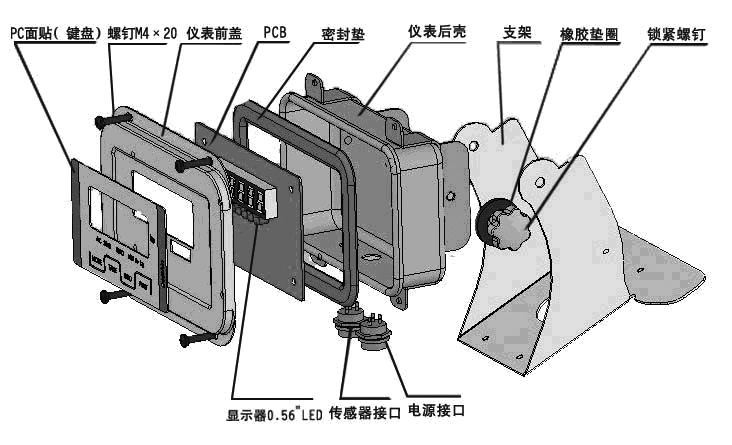 PC面贴( 键盘) 螺钉M4×20 仪表前盖 PCB 密封垫 仪表后壳 支架 橡胶垫圈 锁紧螺钉
显示器0.56"LED 传感器接口 电源接口